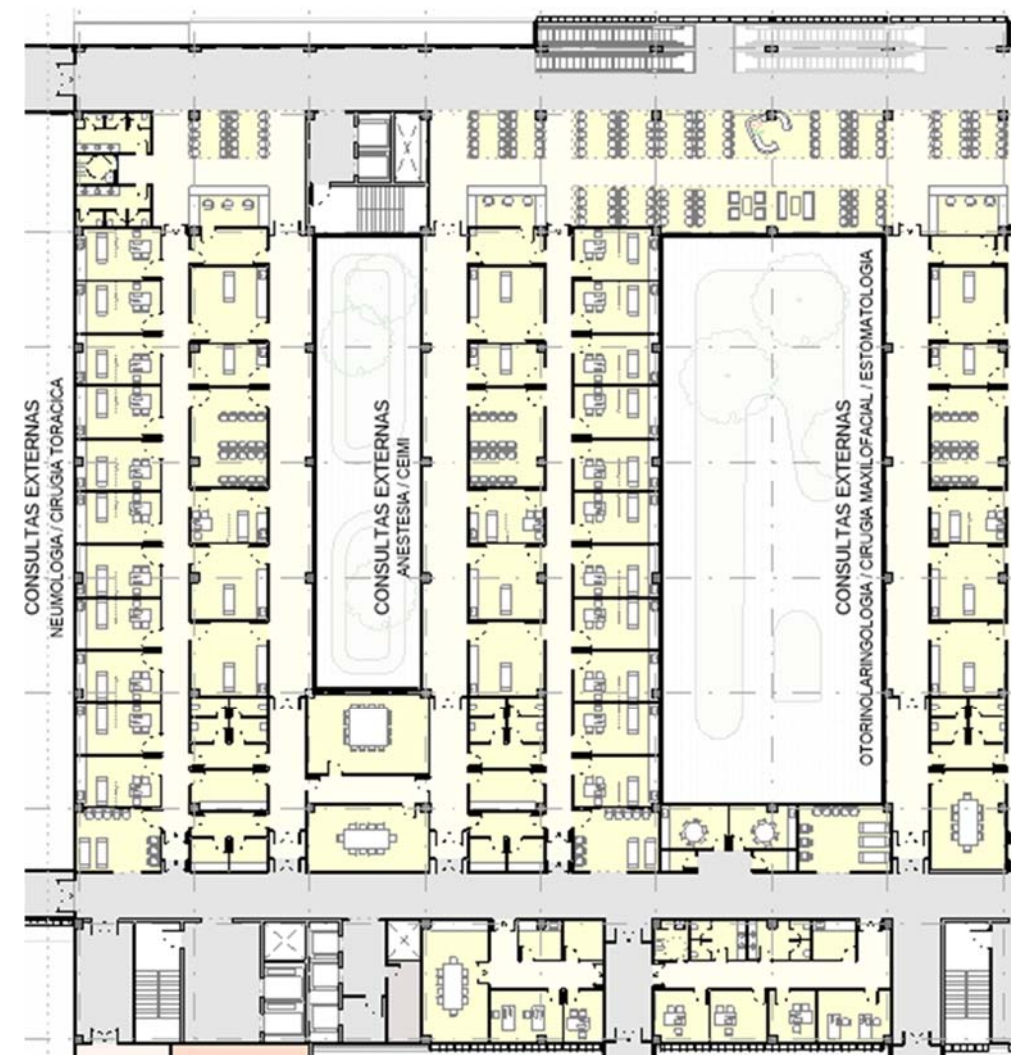 CONSULTAS EXTERNAS
NEUMOLOGIA / CIRUGIA TORACICA
CONSULTAS EXTERNAS
ANESTESIA / CEIMI
CONSULTAS EXTERNAS
OTORINOLARINGOLOGIA / CIRUGIA MAXILOFACIAL / ESTOMATOLOGIA